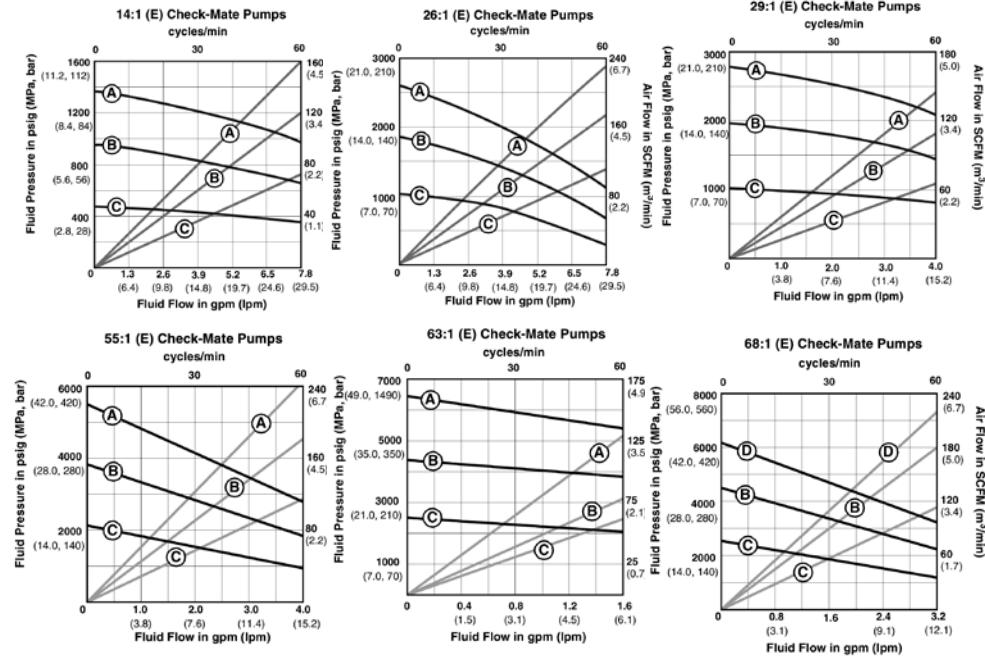 14:1 (E) Check-Mate Pumps
cycles/min
0 30 60
1600
(11.2, 112)
1200
(8.4, 84)
800
(5.6, 56)
400
(2.8, 28)
Fluid Pressure in psig (MPa, bar)
A
B
C
A
B
C
160
(4.5
120
(3.4
80
(2.2
40
(1.1)
0 1.3 2.6 3.9 5.2 6.5 7.8
(6.4) (9.8) (14.8) (19.7) (24.6) (29.5)
Fluid Flow in gpm (lpm)
26:1 (E) Check-Mate Pumps
cycles/min
0 30 60
3000
(21.0, 210)
2000
(14.0, 140)
1000
(7.0, 70)
0
Fluid Pressure in psig (MPa, bar)
A
B
C
A
B
C
240
(6.7)
160
(4.5)
80
(2.2)
Air Flow in SCFM (m³/min)
0 1.3 2.6 3.9 5.2 6.5 7.8
(6.4) (9.8) (14.8) (19.7) (24.6) (29.5)
Fluid Flow in gpm (lpm)
29:1 (E) Check-Mate Pumps
cycles/min
0 30 60
3000
(21.0, 210)
2000
(14.0, 140)
1000
(7.0, 70)
Fluid Pressure in psig (MPa, bar)
A
B
C
A
B
C
180
(5.0)
120
(3.4)
60
(2.2)
Air Flow in SCFM (m³/min)
0 1.0 2.0 3.0 4.0
(3.8) (7.6) (11.4) (15.2)
Fluid Flow in gpm (lpm)
55:1 (E) Check-Mate Pumps
cycles/min
0 30 60
6000
(42.0, 420)
4000
(28.0, 280)
2000
(14.0, 140)
Fluid Pressure in psig (MPa, bar)
A
B
C
A
B
C
240
(6.7
160
(4.5)
80
(2.2)
0 1.0 2.0 3.0 4.0
(3.8) (7.6) (11.4) (15.2)
Fluid Flow in gpm (lpm)
63:1 (E) Check-Mate Pumps
cycles/min
0 30 60
7000
(49.0, 1490)
5000
(35.0, 350)
3000
(21.0, 210)
1000
(7.0, 70)
Fluid Pressure in psig (MPa, bar)
A
B
C
A
B
C
175
(4.9
125
(3.5
75
(2.1
25
(0.7
0 0.4 0.8 1.2 1.6
(1.5) (3.1) (4.5) (6.1)
Fluid Flow in gpm (lpm)
68:1 (E) Check-Mate Pumps
cycles/min
0 30 60
8000
(56.0, 560)
6000
(42.0, 420)
4000
(28.0, 280)
2000
(14.0, 140)
Fluid Pressure in psig (MPa, bar)
D
B
C
D
B
C
240
(6.7)
180
(5.0)
120
(3.4)
60
(1.7)
Air Flow in SCFM (m³/min)
0 0.8 1.6 2.4 3.2
(3.1) (9.1) (12.1)
Fluid Flow in gpm (lpm)